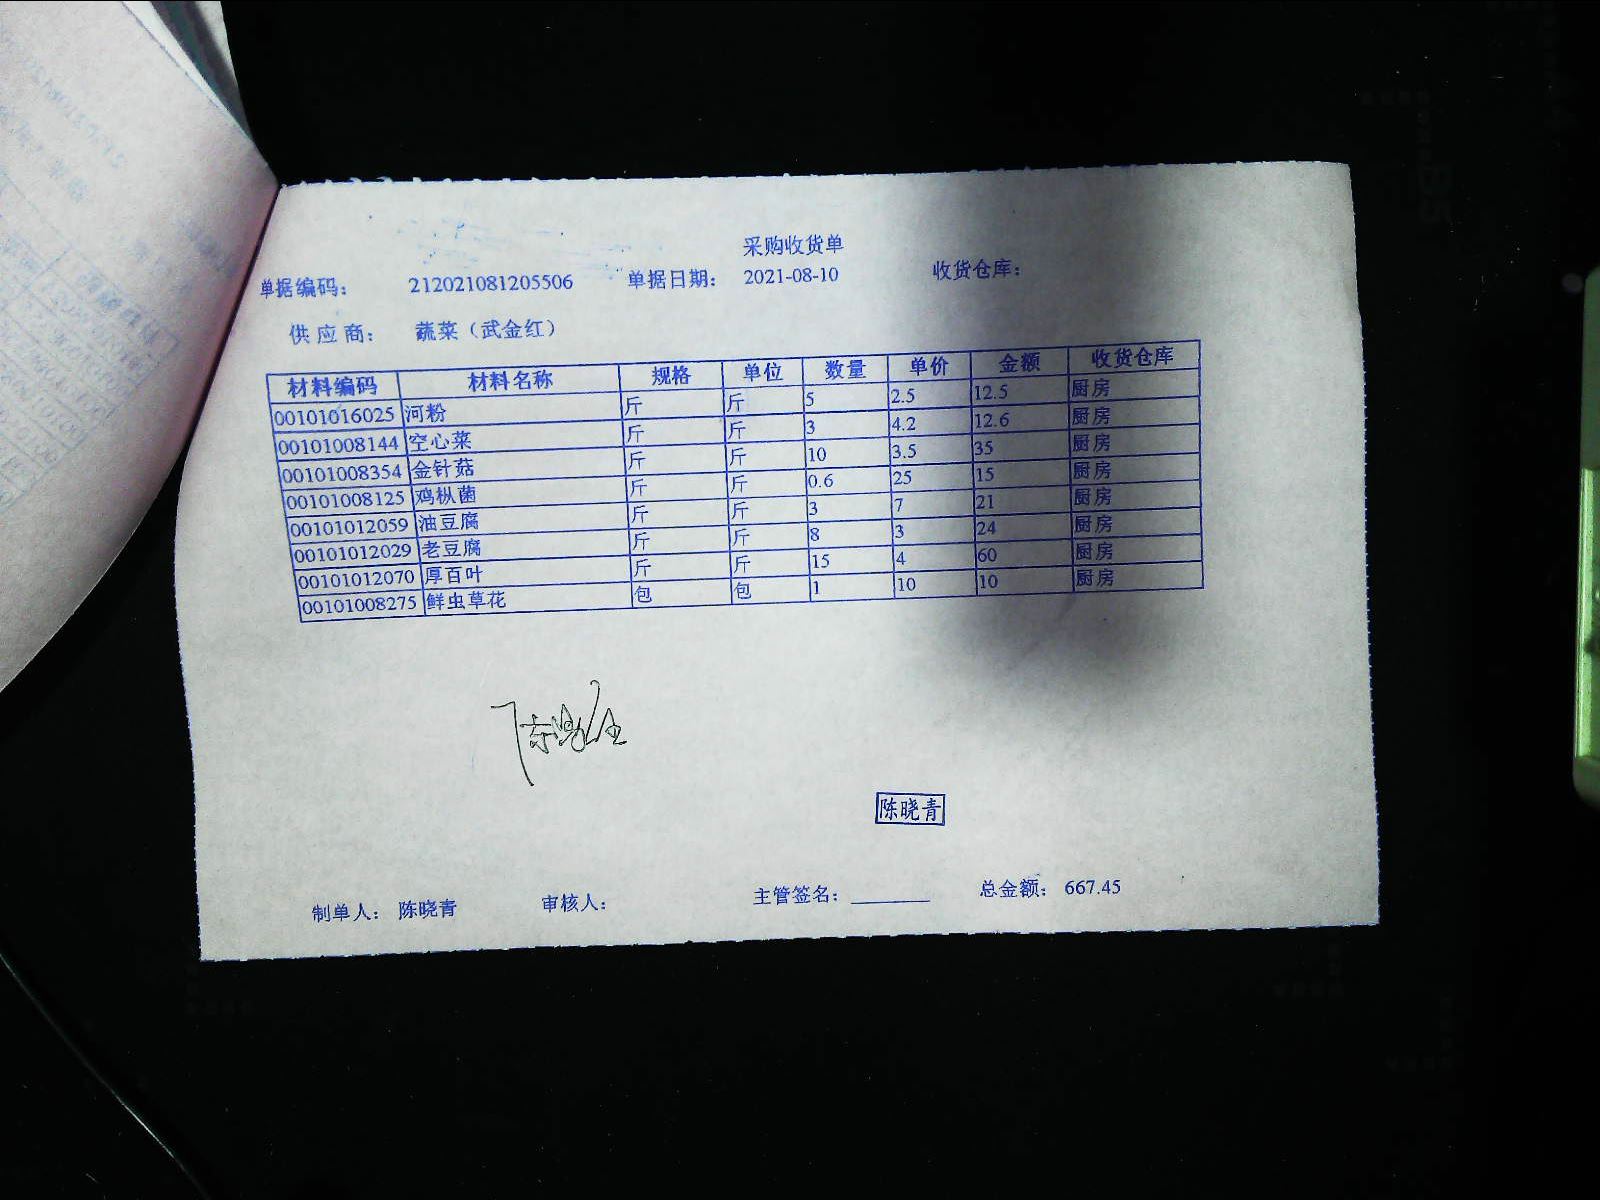 采购收货单
单据编码： 212021081205506 单据日期： 2021-08-10 收货仓库：
供应商： 蔬菜（武金红）
材料编码 材料名称 规格 单位 数量 单价 金额 收货仓库
00101016025 河粉 斤 斤 5 2.5 12.5 厨房
00101008144 空心菜 斤 斤 3 4.2 12.6 厨房
00101008354 金针菇 斤 斤 10 3.5 35 厨房
00101008125 鸡枞菌 斤 斤 0.6 25 15 厨房
00101012059 油豆腐 斤 斤 3 7 21 厨房
00101012029 老豆腐 斤 斤 8 3 24 厨房
00101012070 厚百叶 斤 斤 15 4 60 厨房
00101008275 鲜虫草花 包 包 1 10 10 厨房
陈晓青
制单人： 陈晓青 审核人： 主管签名： 总金额： 667.45